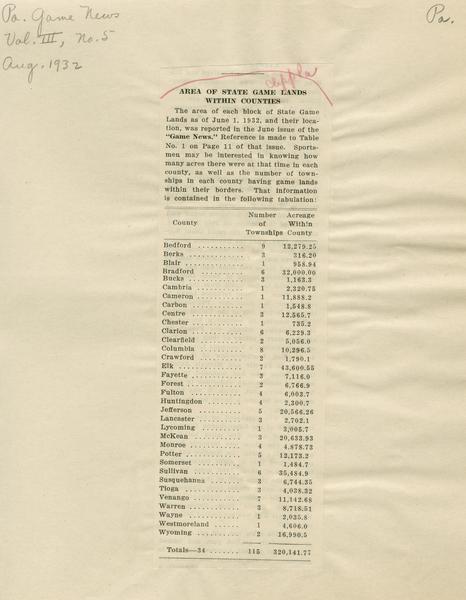 Pa. Game News
Vol. III, No. 5
Aug. 1932
Pa.
AREA OF STATE GAME LANDS
WITHIN COUNTIES
The area of each block of State Game
Lands as of June 1, 1932, and their loca-
tion, was reported in the June issue of the
"Game News." Reference is made to Table
No. 1 on Page 11 of that issue. Sports-
men may be interested in knowing how
many acres there were at that time in each
county, as well as the number of town-
ships in each county having game lands
within their borders. That information
is contained in the following tabulation:
Number Acreage
County of Within
Townships County
Bedford ........... 9 13,279.25
Berks ............ 3 316.20
Blair ............. 1 958.94
Bradford .......... 6 32,000.00
Bucks ............. 3 1,163.3
Cambria ........... 1 2,320.75
Cameron .......... 1 11,888.2
Carbon ........... 1 1,548.8
Centre ............ 3 12,565.7
Chester ........... 1 735.2
Clarion ........... 6 6,229.3
Clearfield ......... 2 5,056.0
Columbia ......... 8 10,296.5
Crawford ......... 2 1,790.1
Elk ............... 7 43,600.55
Fayette ........... 3 7,116.0
Forest ............ 2 6,766.9
Fulton ............ 4 6,003.7
Huntingdon ....... 4 2,300.7
Jefferson ......... 5 20,566.26
Lancaster ......... 3 2,702.1
Lycoming ......... 1 3,005.7
McKean .......... 3 20,633.93
Monroe ........... 4 4,878.73
Potter ............ 5 12,173.2
Somerset ......... 1 1,484.7
Sullivan .......... 6 35,484.9
Susquehanna ...... 3 6,744.35
Tioga ............. 3 4,038.32
Venango .......... 7 11,142.68
Warren ........... 3 8,718.51
Wayne ............ 1 2,035.8
Westmoreland ..... 1 4,606.0
Wyoming ......... 2 16,990.5
Totals—34 ...... 115 320,141.77